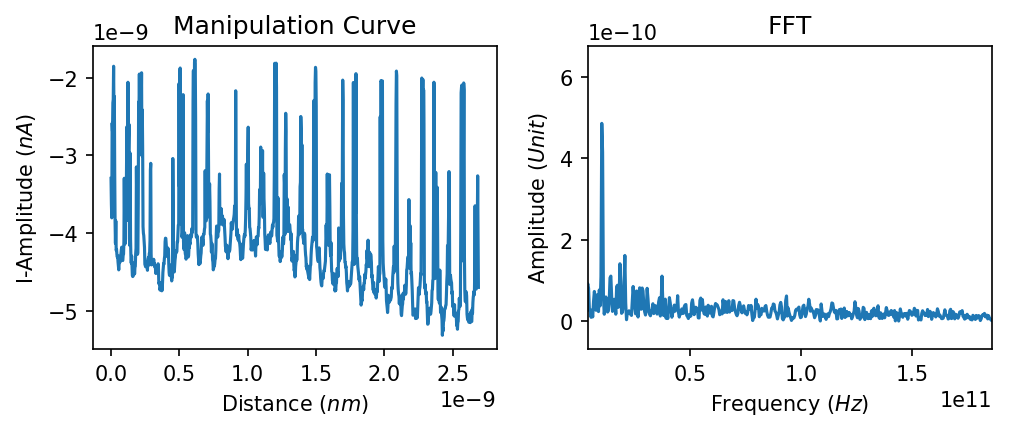 Manipulation Curve
1e−9
I-Amplitude (nA)
−2
−3
−4
−5
0.0 0.5 1.0 1.5 2.0 2.5
1e−9
Distance (nm)
FFT
1e−10
Amplitude (Unit)
6
4
2
0
0.5 1.0 1.5
1e11
Frequency (Hz)